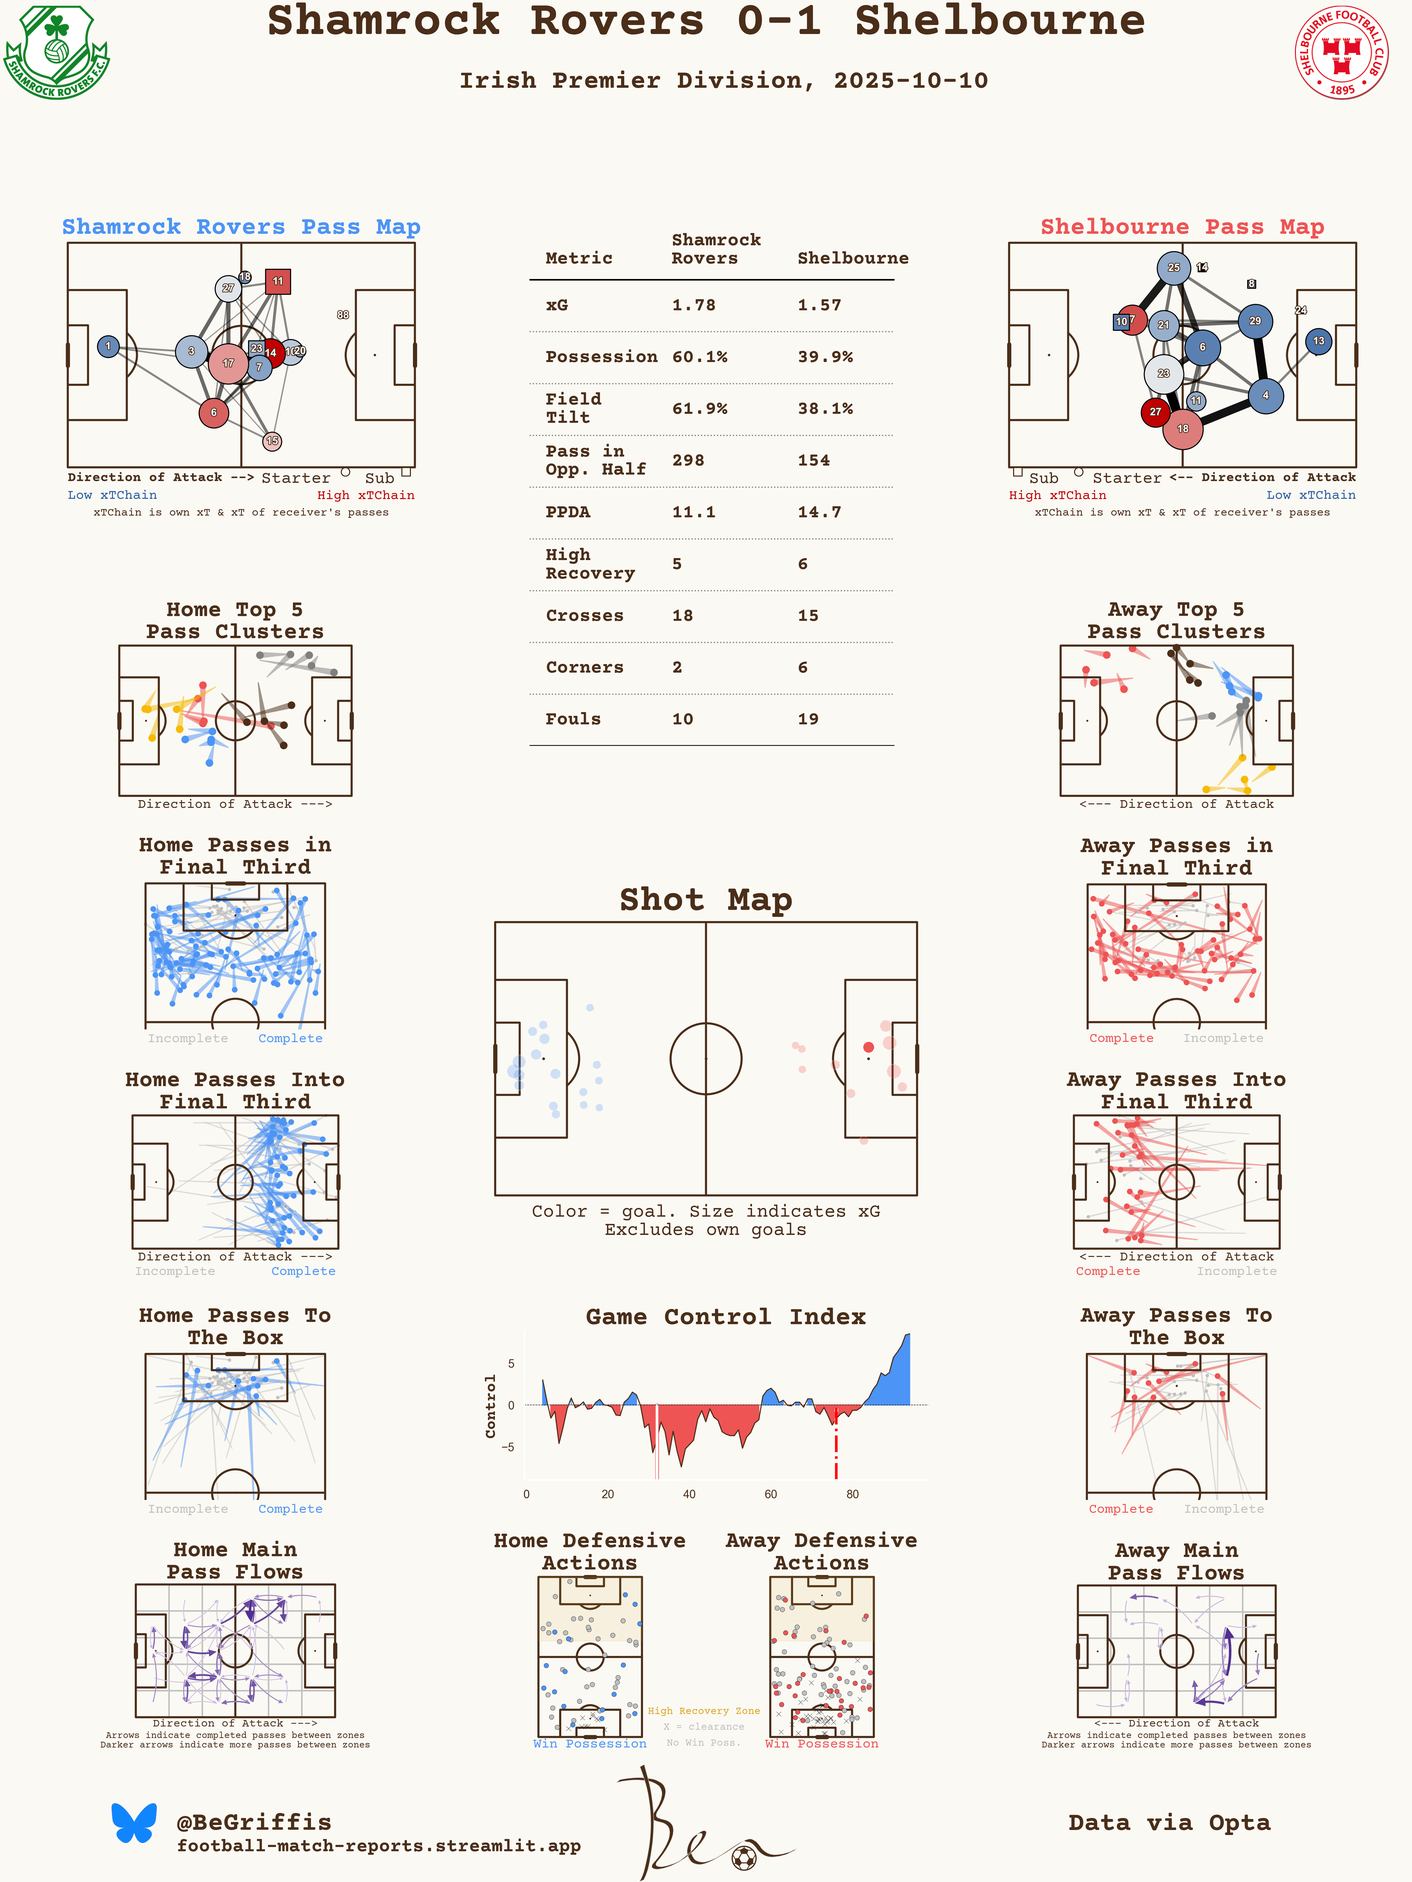 Shamrock Rovers 0-1 Shelbourne
Irish Premier Division, 2025-10-10
SHAMROCK ROVERS F.C.
SHELBOURNE FOOTBALL CLUB
1895
Shamrock Rovers Pass Map
27
18
11
88
1
3
23
14
10
20
17
7
6
15
Direction of Attack --> Starter Sub
Low xTChain High xTChain
xTChain is own xT & xT of receiver's passes
Metric Shamrock Rovers Shelbourne
xG 1.78 1.57
Possession 60.1% 39.9%
Field Tilt 61.9% 38.1%
Pass in Opp. Half 298 154
PPDA 11.1 14.7
High Recovery 5 6
Crosses 18 15
Corners 2 6
Fouls 10 19
Shelbourne Pass Map
25
14
8
24
10
7
21
29
6
13
23
11
4
27
18
Sub Starter <-- Direction of Attack
High xTChain Low xTChain
xTChain is own xT & xT of receiver's passes
Home Top 5
Pass Clusters
Direction of Attack --->
Away Top 5
Pass Clusters
<--- Direction of Attack
Home Passes in
Final Third
Incomplete Complete
Away Passes in
Final Third
Complete Incomplete
Shot Map
Color = goal. Size indicates xG
Excludes own goals
Home Passes Into
Final Third
Direction of Attack --->
Incomplete Complete
Away Passes Into
Final Third
<--- Direction of Attack
Complete Incomplete
Home Passes To
The Box
Incomplete Complete
Game Control Index
Control
5
0
−5
0 20 40 60 80
Away Passes To
The Box
Complete Incomplete
Home Main
Pass Flows
Direction of Attack --->
Arrows indicate completed passes between zones
Darker arrows indicate more passes between zones
Home Defensive
Actions
Win Possession
High Recovery Zone
X = clearance
No Win Poss.
Away Defensive
Actions
Win Possession
Away Main
Pass Flows
<--- Direction of Attack
Arrows indicate completed passes between zones
Darker arrows indicate more passes between zones
@BeGriffis
football-match-reports.streamlit.app
Ben
Data via Opta